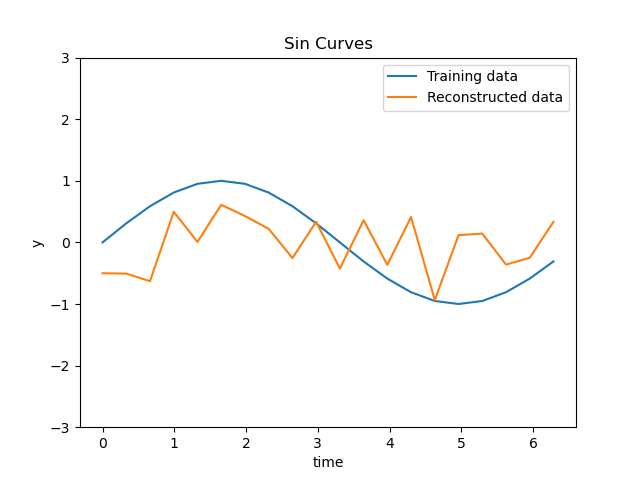 Sin Curves
Training data
Reconstructed data
3
2
1
0
−1
−2
−3
y
0
1
2
3
4
5
6
time